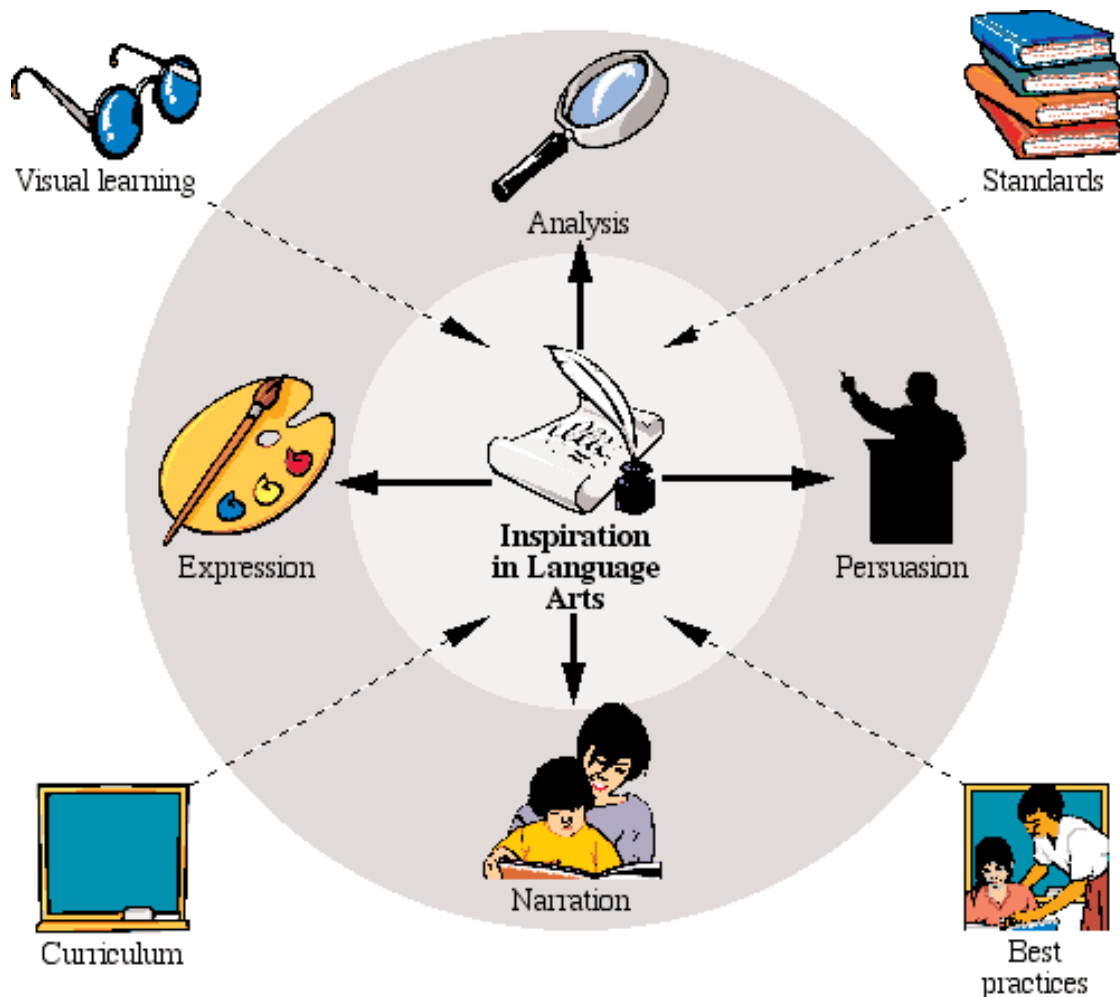 Visual learning
Standards
Analysis
Expression
Inspiration
in Language
Arts
Persuasion
Narration
Curriculum
Best
practices